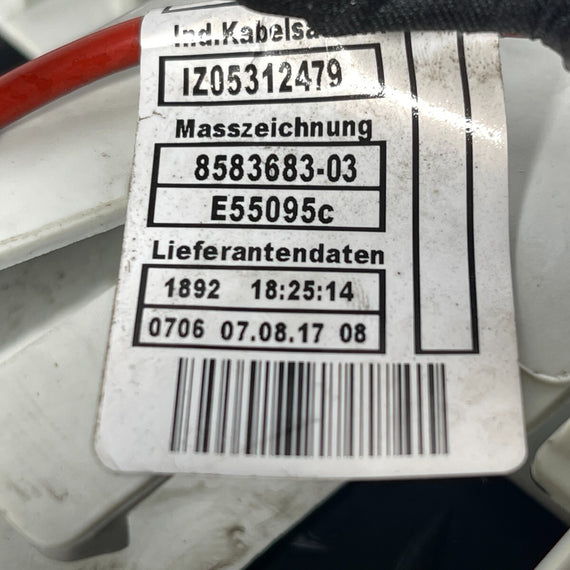 Ind.Kabelsa
IZ05312479
Masszeichnung
8583683-03
E55095c
Lieferantendaten
1892 18:25:14
0706 07.08.17 08